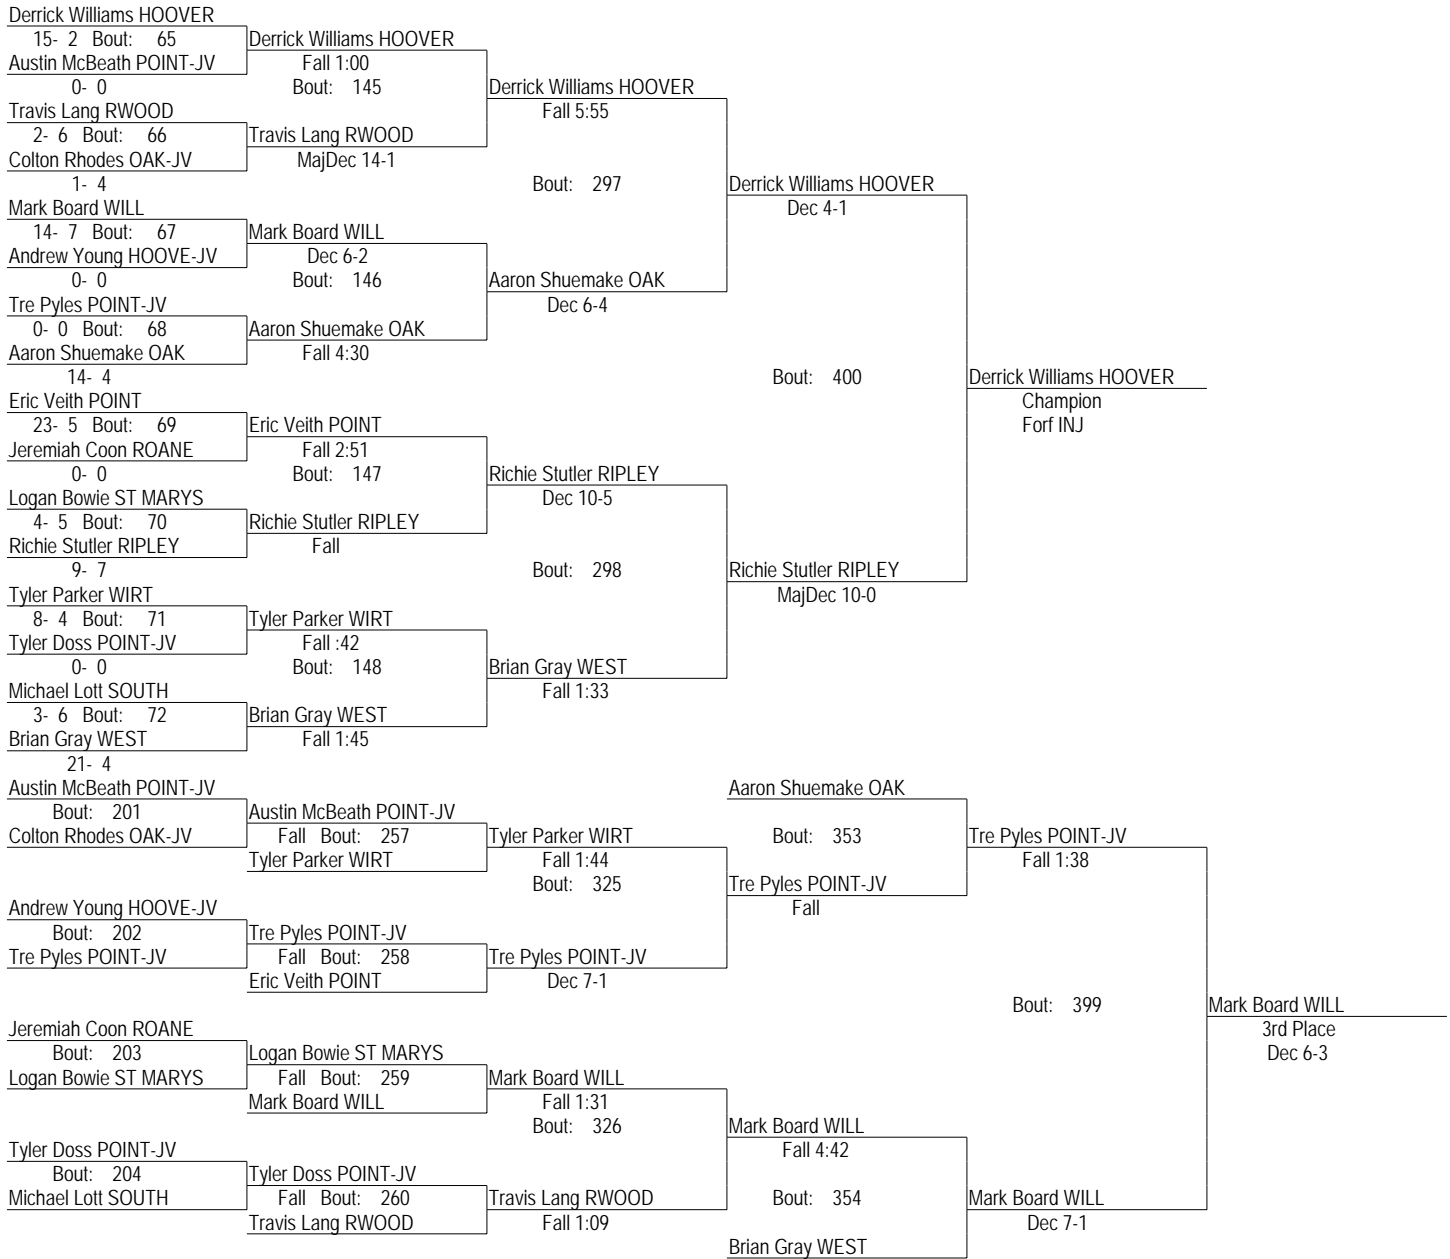 Derrick Williams HOOVER
15- 2 Bout: 65
Derrick Williams HOOVER
Austin McBeath POINT-JV
Fall 1:00
0- 0
Bout: 145
Derrick Williams HOOVER
Travis Lang RWOOD
Fall 5:55
2- 6 Bout: 66
Travis Lang RWOOD
Colton Rhodes OAK-JV
MajDec 14-1
1- 4
Bout: 297
Derrick Williams HOOVER
Mark Board WILL
Dec 4-1
14- 7 Bout: 67
Mark Board WILL
Andrew Young HOOVE-JV
Dec 6-2
0- 0
Bout: 146
Aaron Shuemake OAK
Tre Pyles POINT-JV
Dec 6-4
0- 0 Bout: 68
Aaron Shuemake OAK
Aaron Shuemake OAK
Fall 4:30
14- 4
Bout: 400
Derrick Williams HOOVER
Eric Veith POINT
Champion
23- 5 Bout: 69
Eric Veith POINT
Forf INJ
Jeremiah Coon ROANE
Fall 2:51
0- 0
Bout: 147
Richie Stutler RIPLEY
Logan Bowie ST MARYS
Dec 10-5
4- 5 Bout: 70
Richie Stutler RIPLEY
Richie Stutler RIPLEY
Fall
9- 7
Bout: 298
Richie Stutler RIPLEY
Tyler Parker WIRT
MajDec 10-0
8- 4 Bout: 71
Tyler Parker WIRT
Tyler Doss POINT-JV
Fall :42
0- 0
Bout: 148
Brian Gray WEST
Michael Lott SOUTH
Fall 1:33
3- 6 Bout: 72
Brian Gray WEST
Brian Gray WEST
Fall 1:45
21- 4
Austin McBeath POINT-JV
Aaron Shuemake OAK
Bout: 201
Austin McBeath POINT-JV
Colton Rhodes OAK-JV
Fall Bout: 257
Tyler Parker WIRT
Bout: 353
Tre Pyles POINT-JV
Tyler Parker WIRT
Fall 1:44
Fall 1:38
Bout: 325
Tre Pyles POINT-JV
Andrew Young HOOVE-JV
Fall
Bout: 202
Tre Pyles POINT-JV
Tre Pyles POINT-JV
Fall Bout: 258
Tre Pyles POINT-JV
Eric Veith POINT
Dec 7-1
Bout: 399
Mark Board WILL
Jeremiah Coon ROANE
3rd Place
Bout: 203
Logan Bowie ST MARYS
Dec 6-3
Logan Bowie ST MARYS
Fall Bout: 259
Mark Board WILL
Mark Board WILL
Fall 1:31
Bout: 326
Mark Board WILL
Tyler Doss POINT-JV
Fall 4:42
Bout: 204
Tyler Doss POINT-JV
Michael Lott SOUTH
Fall Bout: 260
Travis Lang RWOOD
Bout: 354
Mark Board WILL
Travis Lang RWOOD
Fall 1:09
Dec 7-1
Brian Gray WEST